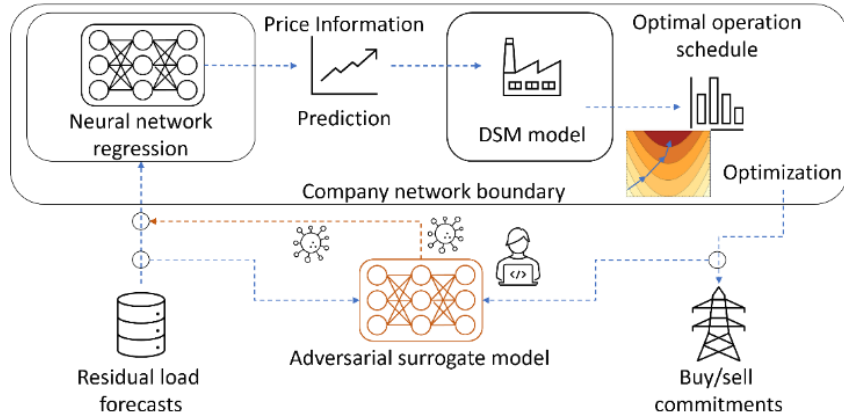 Price Information
Optimal operation
schedule
Neural network
regression
Prediction
DSM model
Optimization
Company network boundary
</>
Adversarial surrogate model
Residual load
forecasts
Buy/sell
commitments